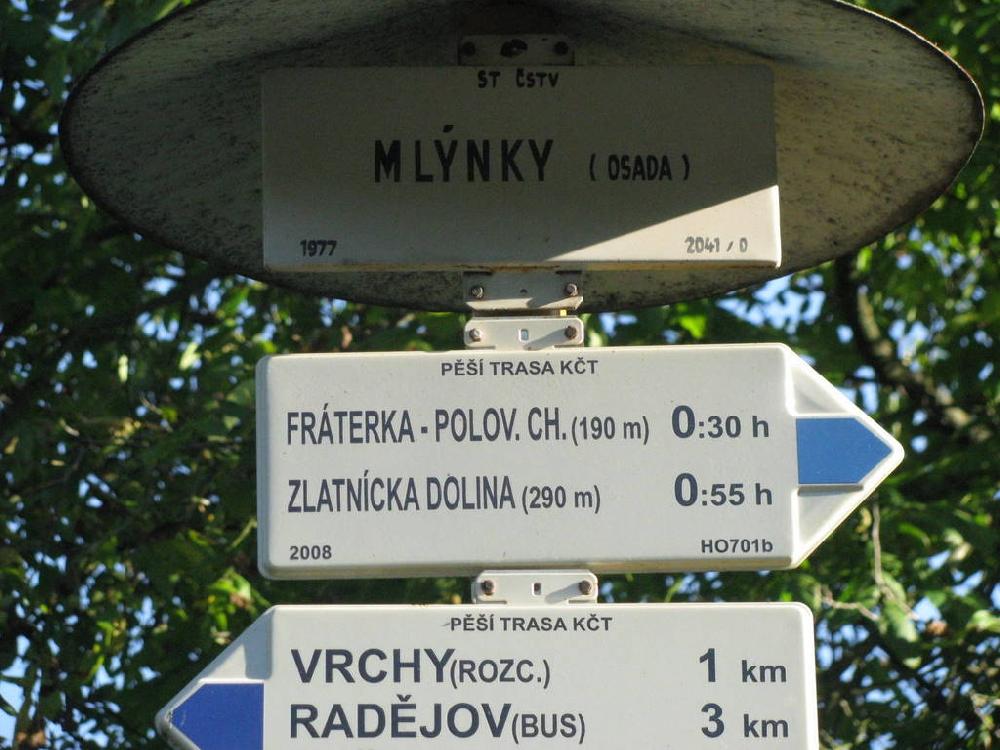 ST ČSTV
MLÝNKY (OSADA)
1977 2041/0
PĚŠÍ TRASA KČT
FRÁTERKA - POLOV. CH. (190 m) 0:30 h
ZLATNÍCKA DOLINA (290 m) 0:55 h
2008 HO701b
PĚŠÍ TRASA KČT
VRCHY(ROZC.) 1 km
RADĚJOV(BUS) 3 km